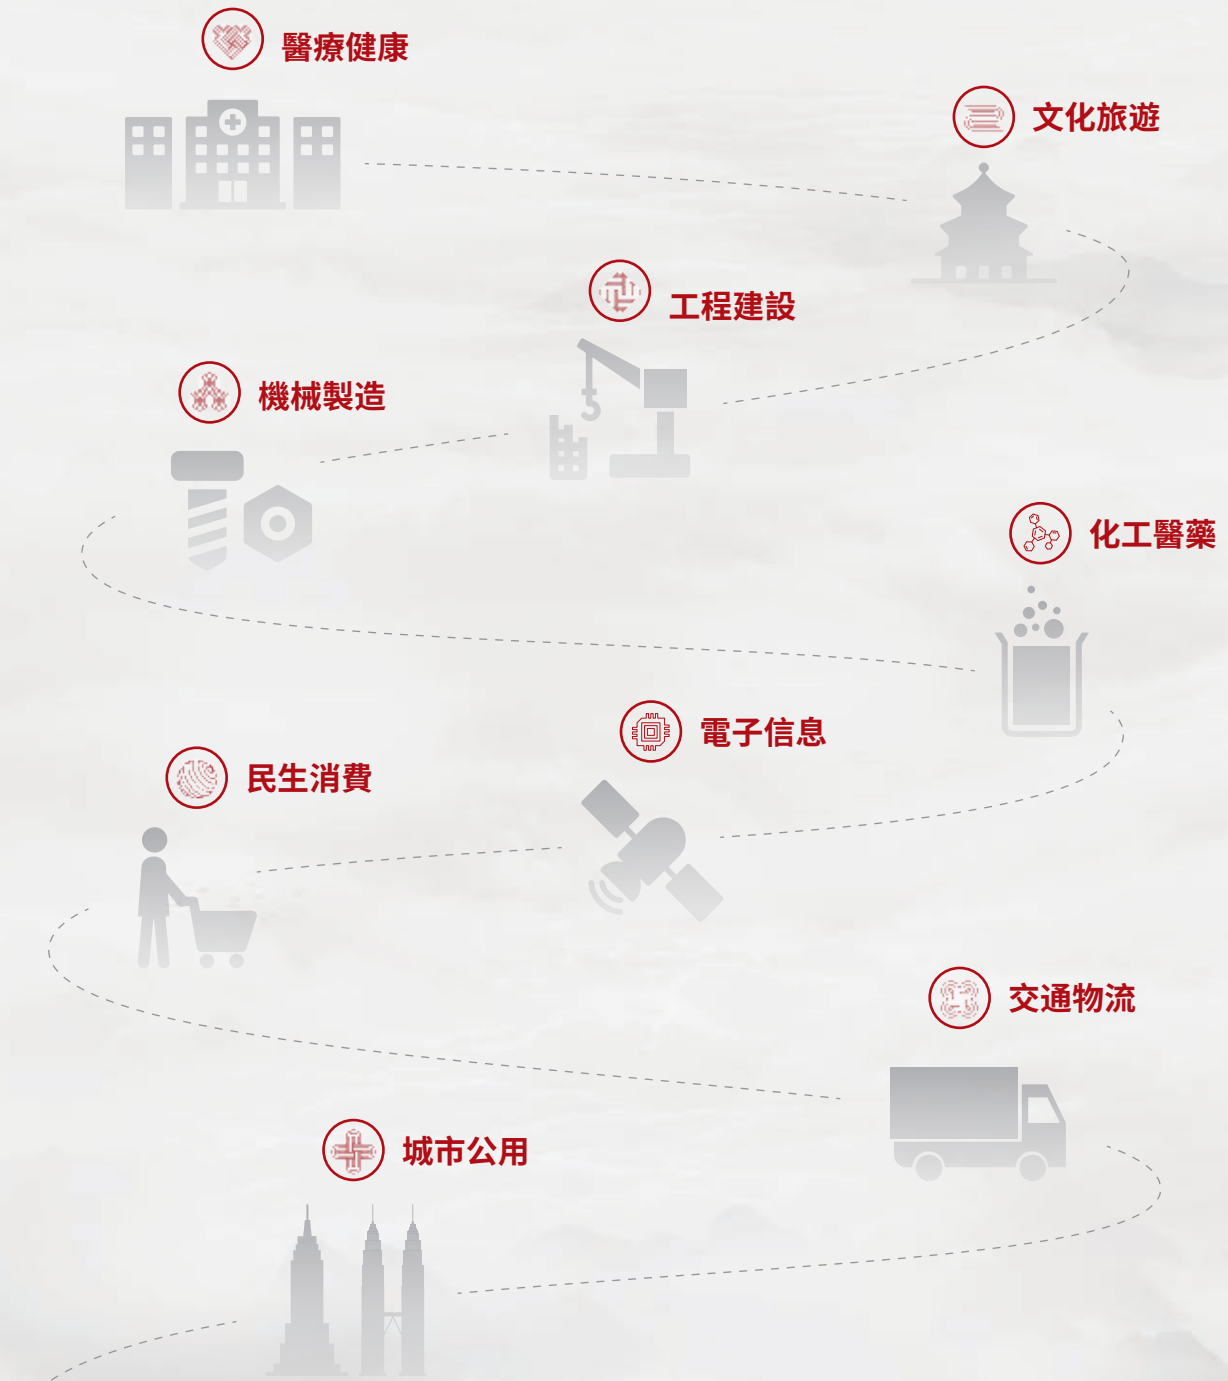 醫療健康
文化旅遊
工程建設
機械製造
化工醫藥
電子信息
民生消費
交通物流
城市公用